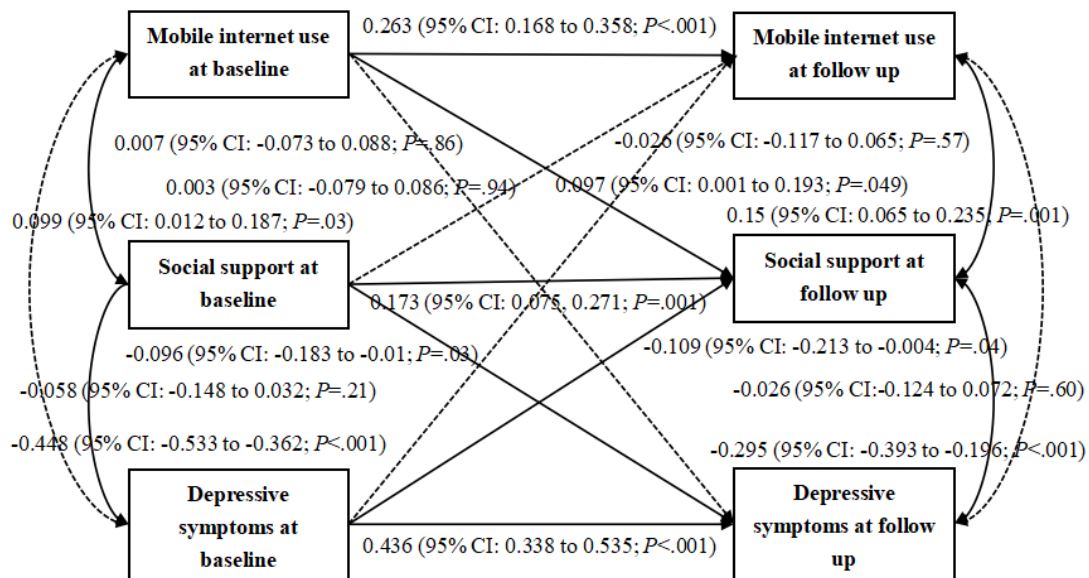 0.263 (95% CI: 0.168 to 0.358; P<.001)
Mobile internet use
at baseline
Mobile internet use
at follow up
0.007 (95% CI: -0.073 to 0.088; P=.86)
-0.026 (95% CI: -0.117 to 0.065; P=.57)
0.003 (95% CI: -0.079 to 0.086; P=.94)
0.097 (95% CI: 0.001 to 0.193; P=.049)
0.099 (95% CI: 0.012 to 0.187; P=.03)
0.15 (95% CI: 0.065 to 0.235; P=.001)
Social support at
baseline
Social support at
follow up
0.173 (95% CI: 0.075, 0.271; P=.001)
-0.096 (95% CI: -0.183 to -0.01; P=.03)
-0.109 (95% CI: -0.213 to -0.004; P=.04)
-0.058 (95% CI: -0.148 to 0.032; P=.21)
-0.026 (95% CI:-0.124 to 0.072; P=.60)
-0.448 (95% CI: -0.533 to -0.362; P<.001)
-0.295 (95% CI: -0.393 to -0.196; P<.001)
Depressive
symptoms at
baseline
Depressive
symptoms at follow
up
0.436 (95% CI: 0.338 to 0.535; P<.001)